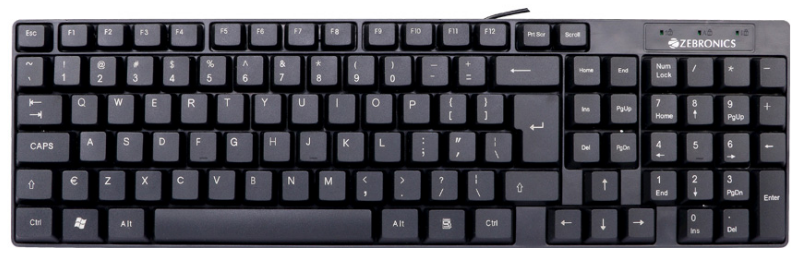 Esc F1 F2 F3 F4 F5 F6 F7 F8 F9 F10 F11 F12 Prt Scr Scroll
ZEBRONICS
~ ! @ # $ % ^ & * ( ) - +
` 1 2 3 4 5 6 7 8 9 0 - = ← Home End Num Lock / * −
Q W E R T Y U I O P { [ } ] Ins PgUp 7 Home 8 ↑ 9 PgUp +
CAPS A S D F G H J K L : ; " | \ ↵ Del PgDn 4 ← 5 6 → ←
⇧ € Z X C V B N M < , > . ? / | \ ⇧ ↑ 1 End 2 ↓ 3 PgDn Enter
Ctrl Alt Alt Ctrl ← ↓ → 0 Ins . Del